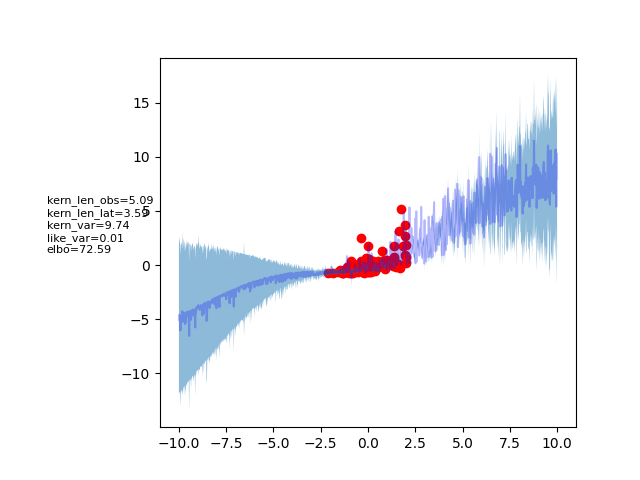 15
10
kern_len_obs=5.09
kern_len_lat=3.59
5
kern_var=9.74
like_var=0.01
elbo=72.59
0
−5
−10
−10.0 −7.5 −5.0 −2.5 0.0 2.5 5.0 7.5 10.0